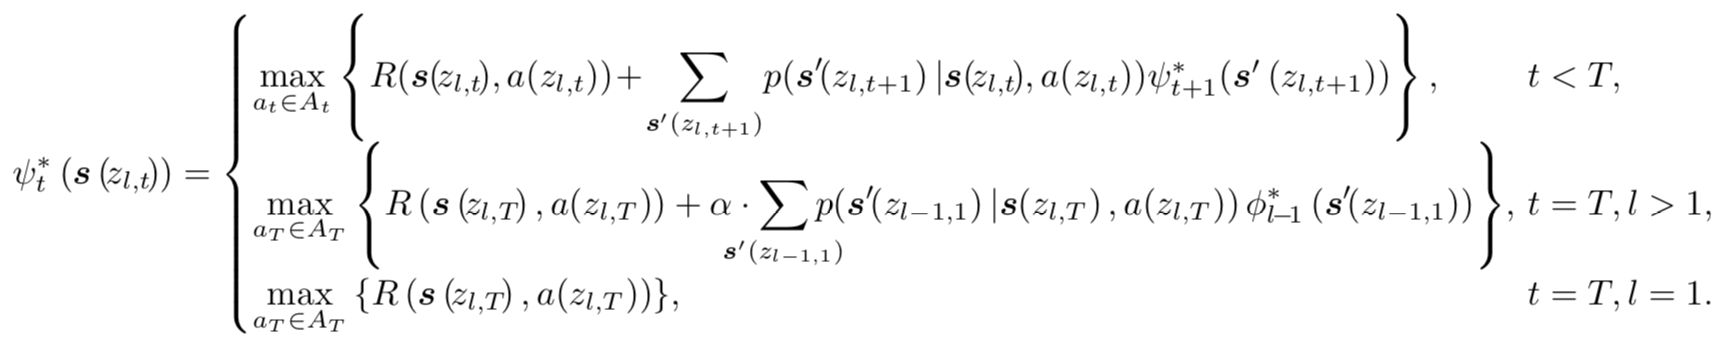 ψ*_t (s (z_{l,t})) = { max_{a_t∈A_t} { R(s(z_{l,t}), a(z_{l,t})) + ∑_{s′(z_{l,t+1})} p(s′(z_{l,t+1}) |s(z_{l,t}), a(z_{l,t}))ψ*_{t+1}(s′ (z_{l,t+1})) } , t < T,
max_{a_T∈A_T} { R (s (z_{l,T}) , a(z_{l,T})) + α · ∑_{s′(z_{l−1,1})} p(s′(z_{l−1,1}) |s(z_{l,T}) , a(z_{l,T})) ϕ*_{l−1} (s′(z_{l−1,1})) } , t = T, l > 1,
max_{a_T∈A_T} {R (s (z_{l,T}) , a(z_{l,T}))}, t = T, l = 1.